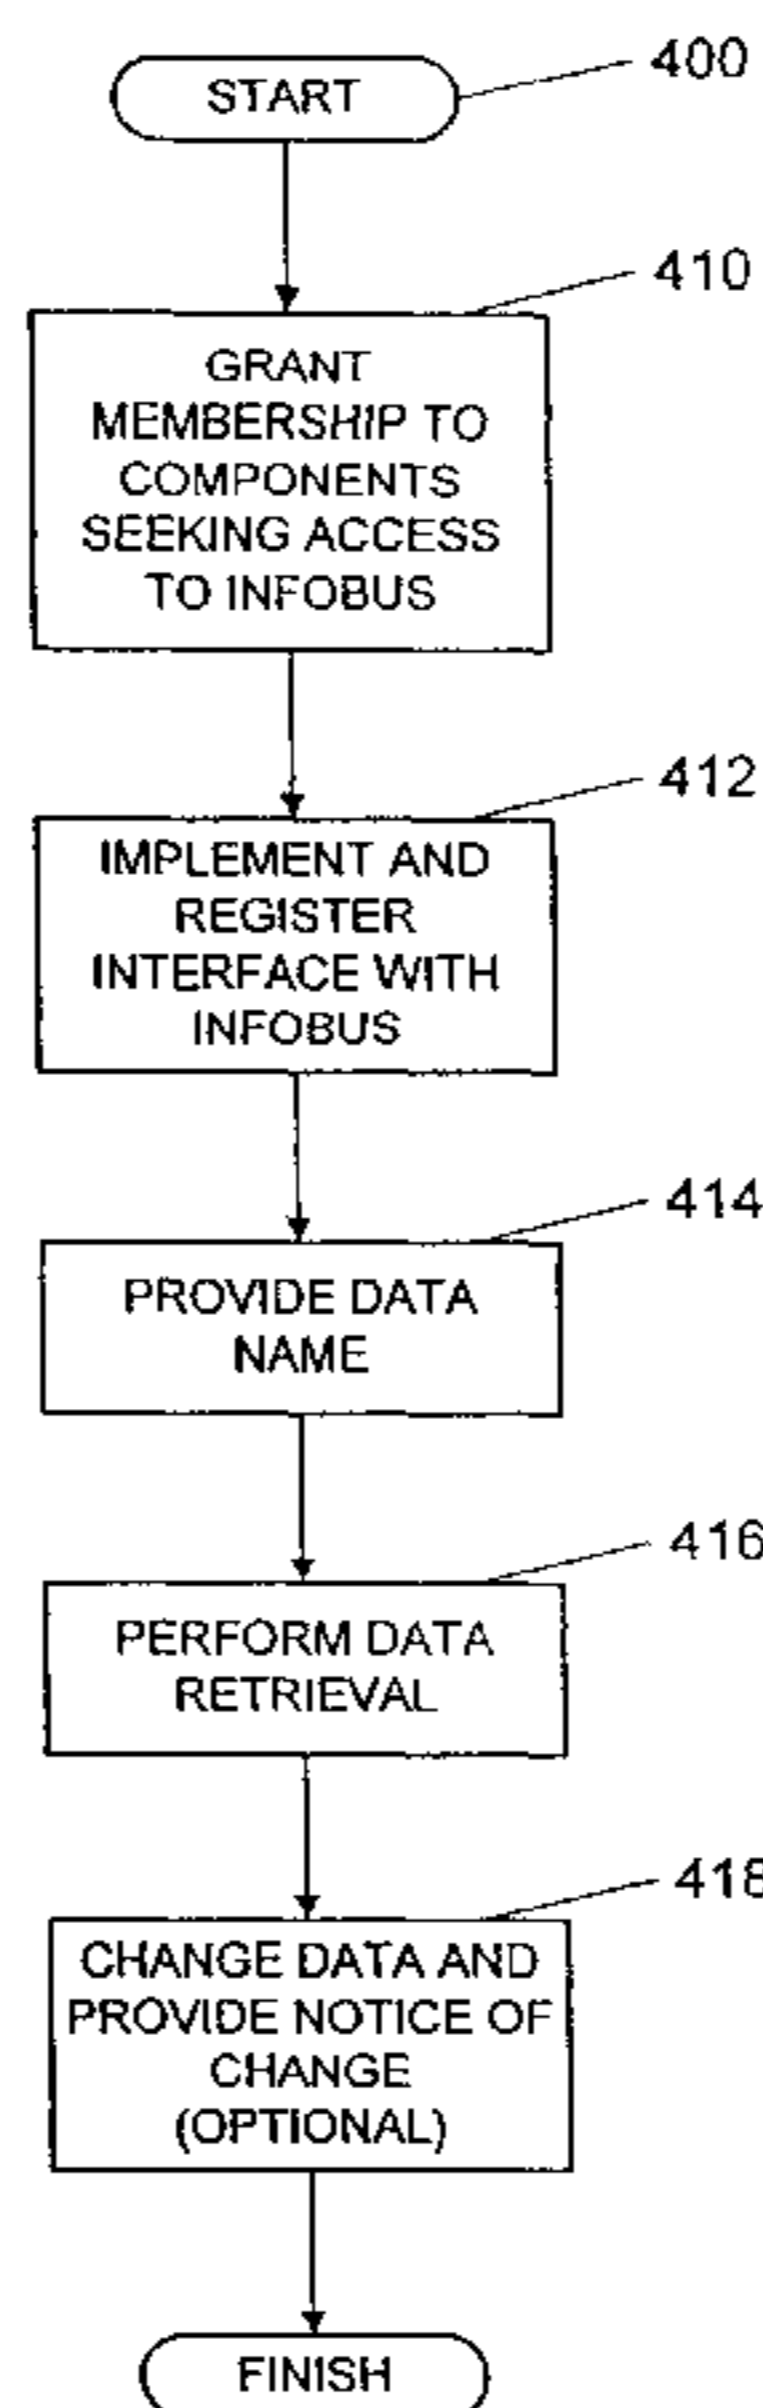 START
400
410
GRANT
MEMBERSHIP TO
COMPONENTS
SEEKING ACCESS
TO INFOBUS
412
IMPLEMENT AND
REGISTER
INTERFACE WITH
INFOBUS
414
PROVIDE DATA
NAME
416
PERFORM DATA
RETRIEVAL
418
CHANGE DATA AND
PROVIDE NOTICE OF
CHANGE
(OPTIONAL)
FINISH